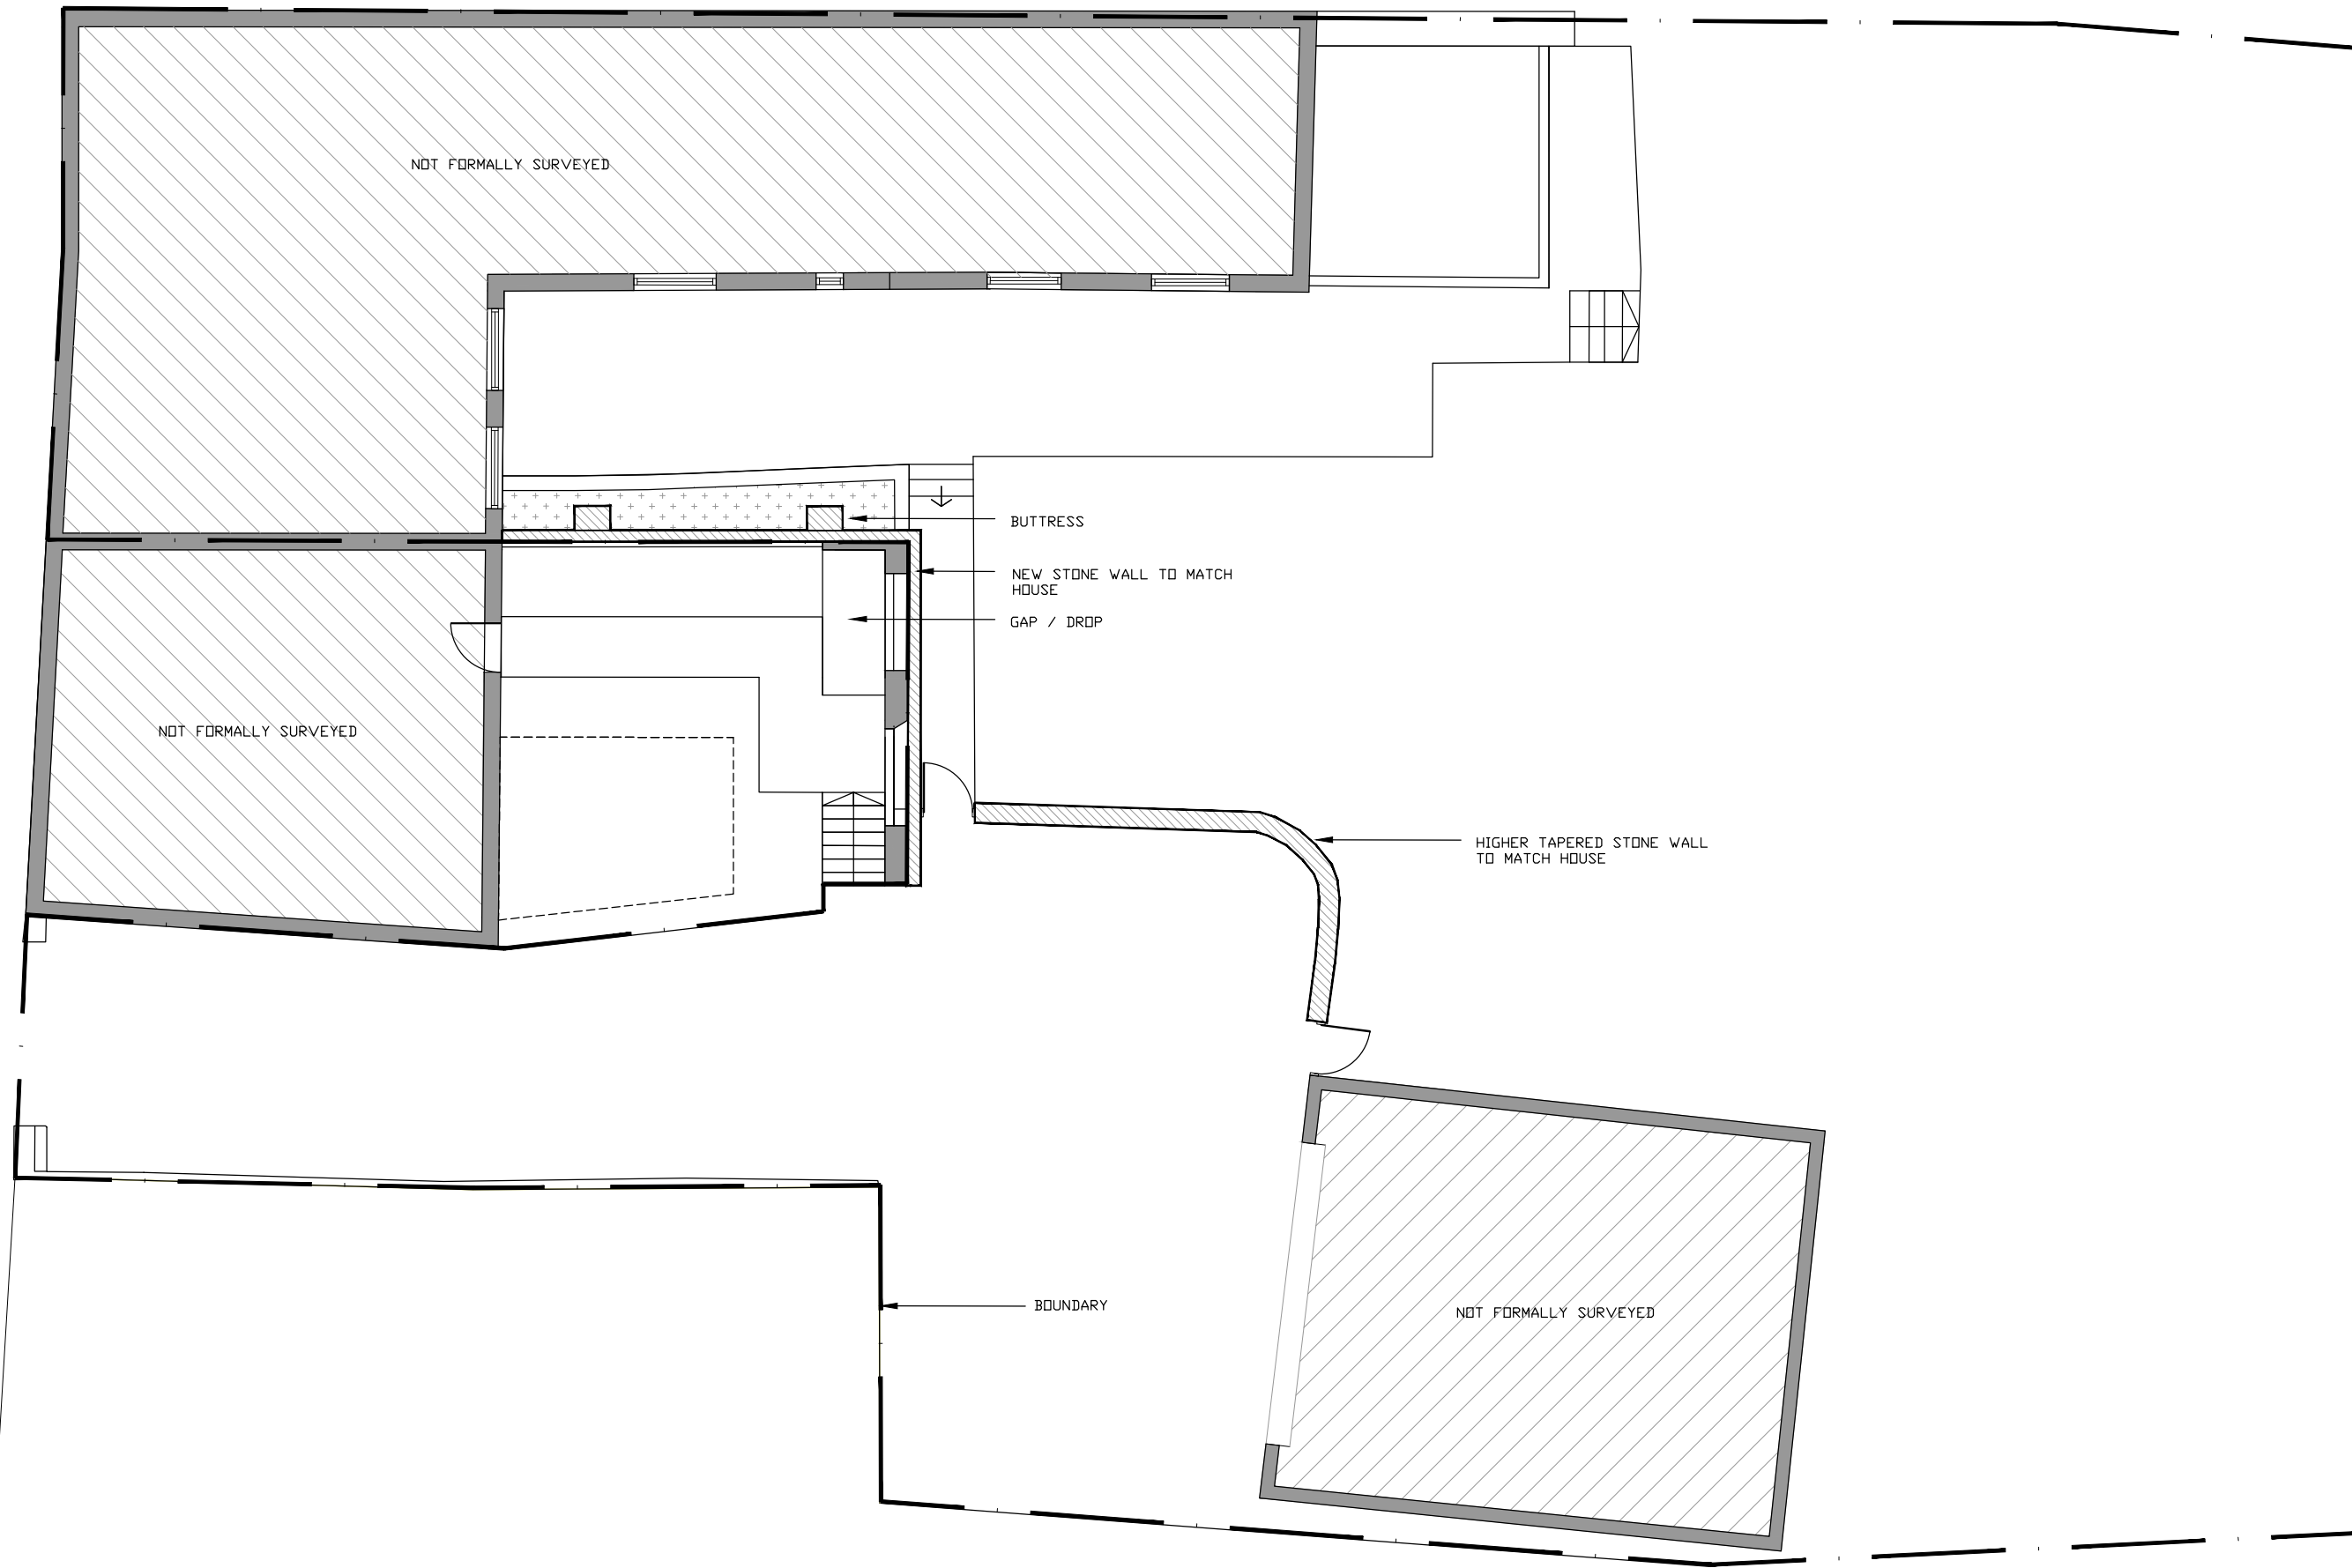 NOT FORMALLY SURVEYED
BUTTRESS
NEW STONE WALL TO MATCH
HOUSE
GAP / DROP
NOT FORMALLY SURVEYED
HIGHER TAPERED STONE WALL
TO MATCH HOUSE
BOUNDARY
NOT FORMALLY SURVEYED